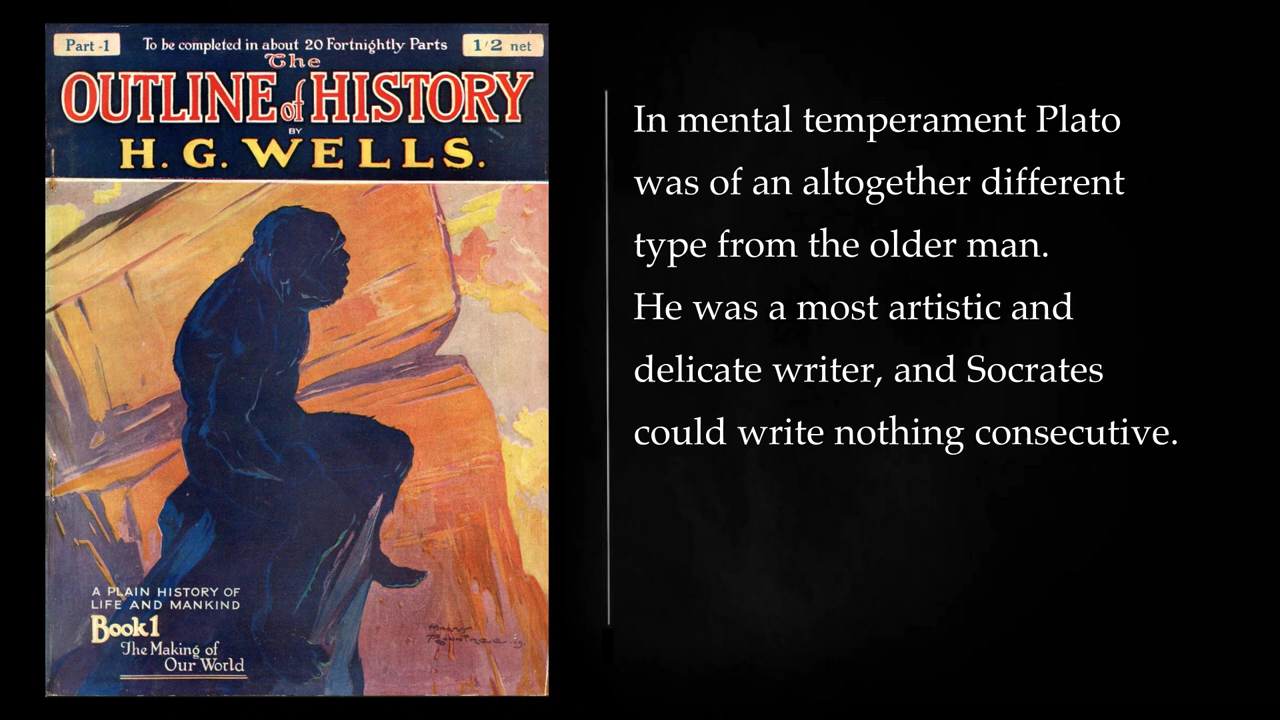 Part -1
To be completed in about 20 Fortnightly Parts
1/2 net
The
OUTLINE of HISTORY
BY
H. G. WELLS.
A PLAIN HISTORY OF
LIFE AND MANKIND
Book 1
The Making of
Our World
In mental temperament Plato
was of an altogether different
type from the older man.
He was a most artistic and
delicate writer, and Socrates
could write nothing consecutive.